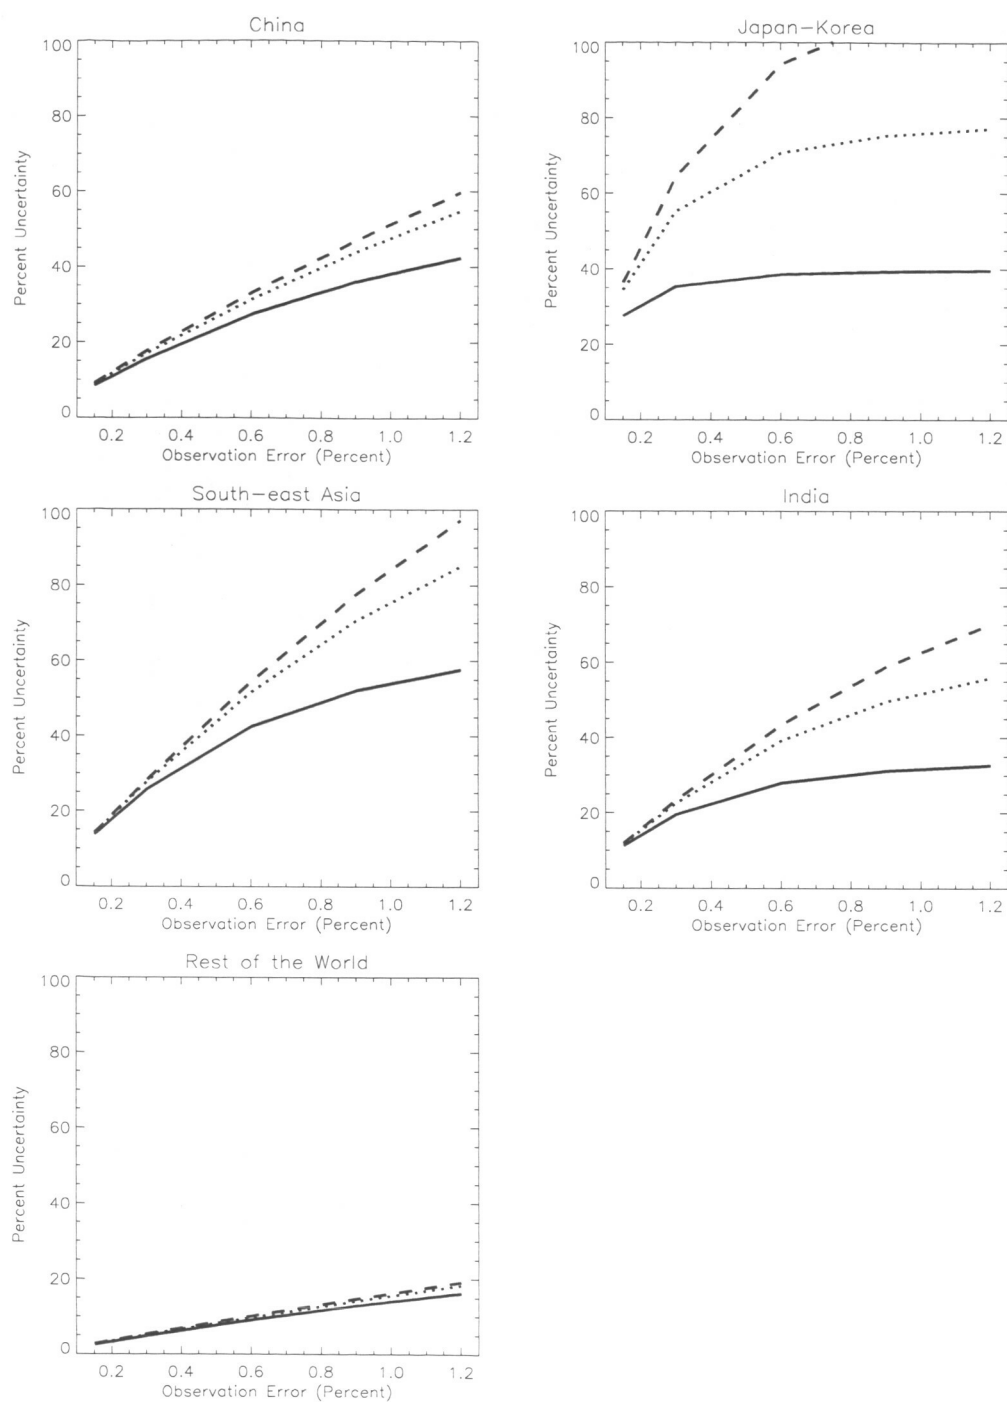 China
Percent Uncertainty
100
80
60
40
20
0
0.2 0.4 0.6 0.8 1.0 1.2
Observation Error (Percent)
Japan-Korea
Percent Uncertainty
100
80
60
40
20
0
0.2 0.4 0.6 0.8 1.0 1.2
Observation Error (Percent)
South-east Asia
Percent Uncertainty
100
80
60
40
20
0
0.2 0.4 0.6 0.8 1.0 1.2
Observation Error (Percent)
India
Percent Uncertainty
100
80
60
40
20
0
0.2 0.4 0.6 0.8 1.0 1.2
Observation Error (Percent)
Rest of the World
Percent Uncertainty
100
80
60
40
20
0
0.2 0.4 0.6 0.8 1.0 1.2
Observation Error (Percent)